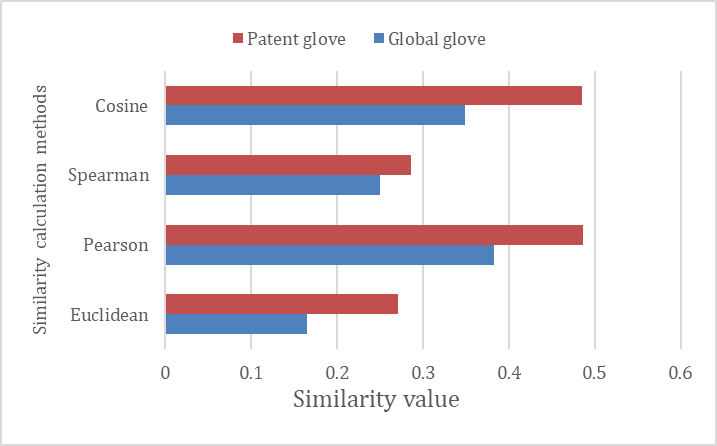 Patent glove
Global glove
Similarity calculation methods
Cosine
Spearman
Pearson
Euclidean
0 0.1 0.2 0.3 0.4 0.5 0.6
Similarity value